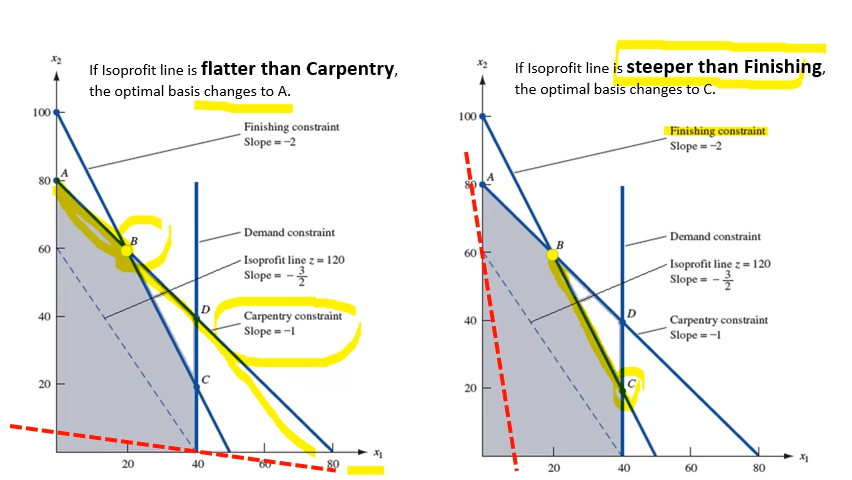 If Isoprofit line is flatter than Carpentry,
the optimal basis changes to A.
x2
100
80
60
40
20
20
40
60
80
x1
A
B
D
C
Finishing constraint
Slope = −2
Demand constraint
Isoprofit line z = 120
Slope = − 3/2
Carpentry constraint
Slope = −1
If Isoprofit line is steeper than Finishing,
the optimal basis changes to C.
x2
100
80
60
40
20
20
40
60
80
x1
A
B
D
C
Finishing constraint
Slope = −2
Demand constraint
Isoprofit line z = 120
Slope = − 3/2
Carpentry constraint
Slope = −1